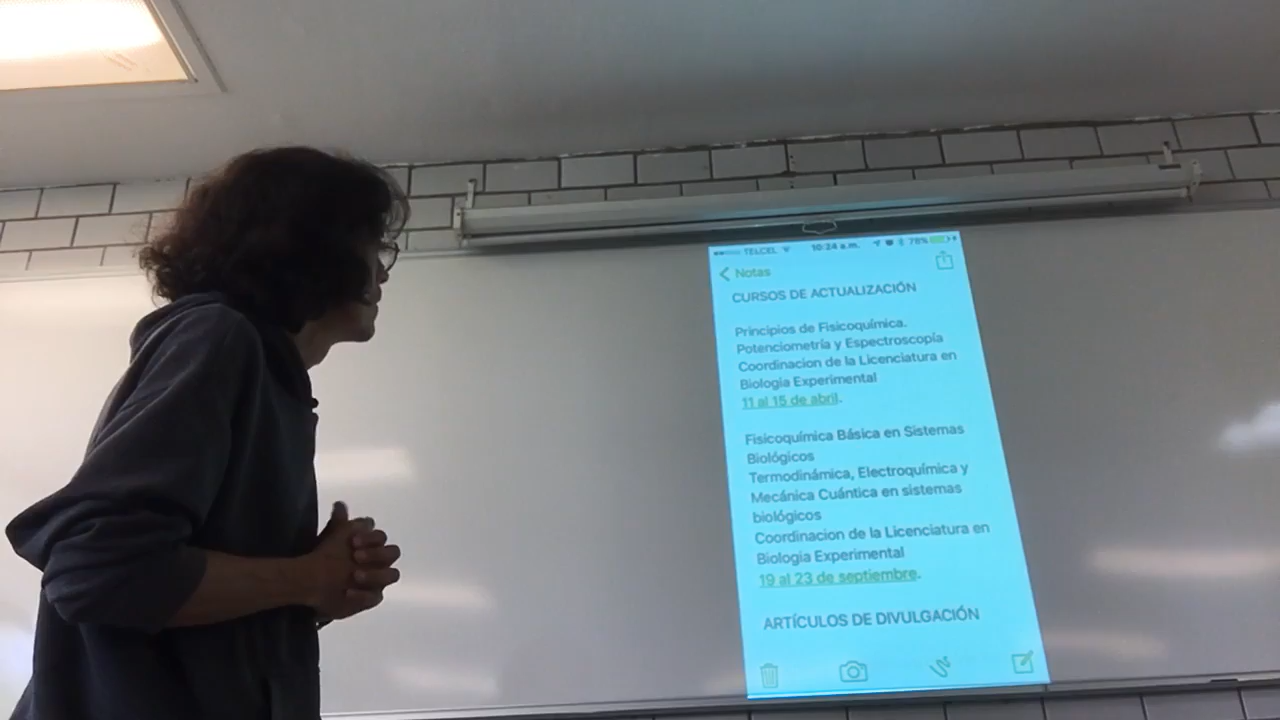 TELCEL 10:24 a.m. 78%
Notas
CURSOS DE ACTUALIZACIÓN
Principios de Fisicoquímica.
Potenciometría y Espectroscopía
Coordinacion de la Licenciatura en
Biologia Experimental
11 al 15 de abril.
Fisicoquímica Básica en Sistemas
Biológicos
Termodinámica, Electroquímica y
Mecánica Cuántica en sistemas
biológicos
Coordinacion de la Licenciatura en
Biologia Experimental
19 al 23 de septiembre.
ARTÍCULOS DE DIVULGACIÓN